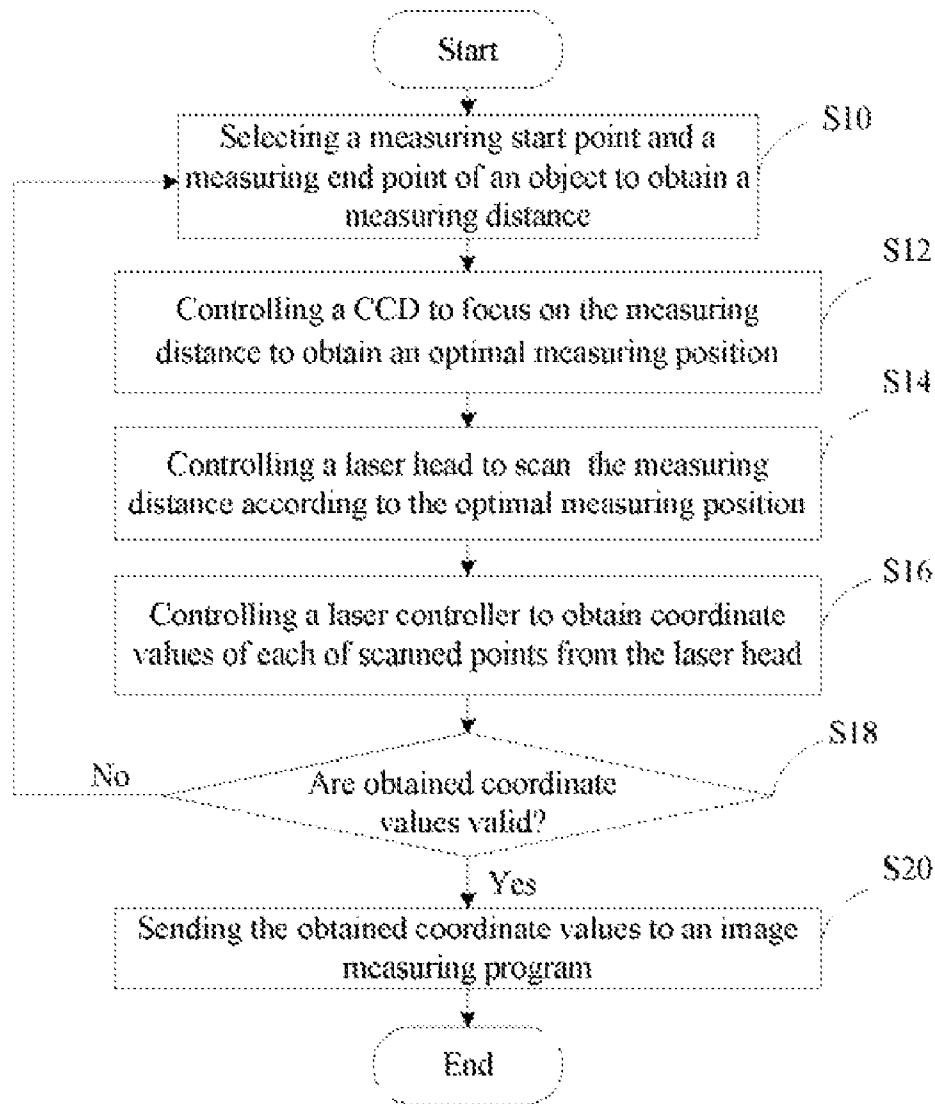 Start
S10
Selecting a measuring start point and a
measuring end point of an object to obtain a
measuring distance
S12
Controlling a CCD to focus on the measuring
distance to obtain an optimal measuring position
S14
Controlling a laser head to scan the measuring
distance according to the optimal measuring position
S16
Controlling a laser controller to obtain coordinate
values of each of scanned points from the laser head
S18
No
Are obtained coordinate
values valid?
Yes
S20
Sending the obtained coordinate values to an image
measuring program
End